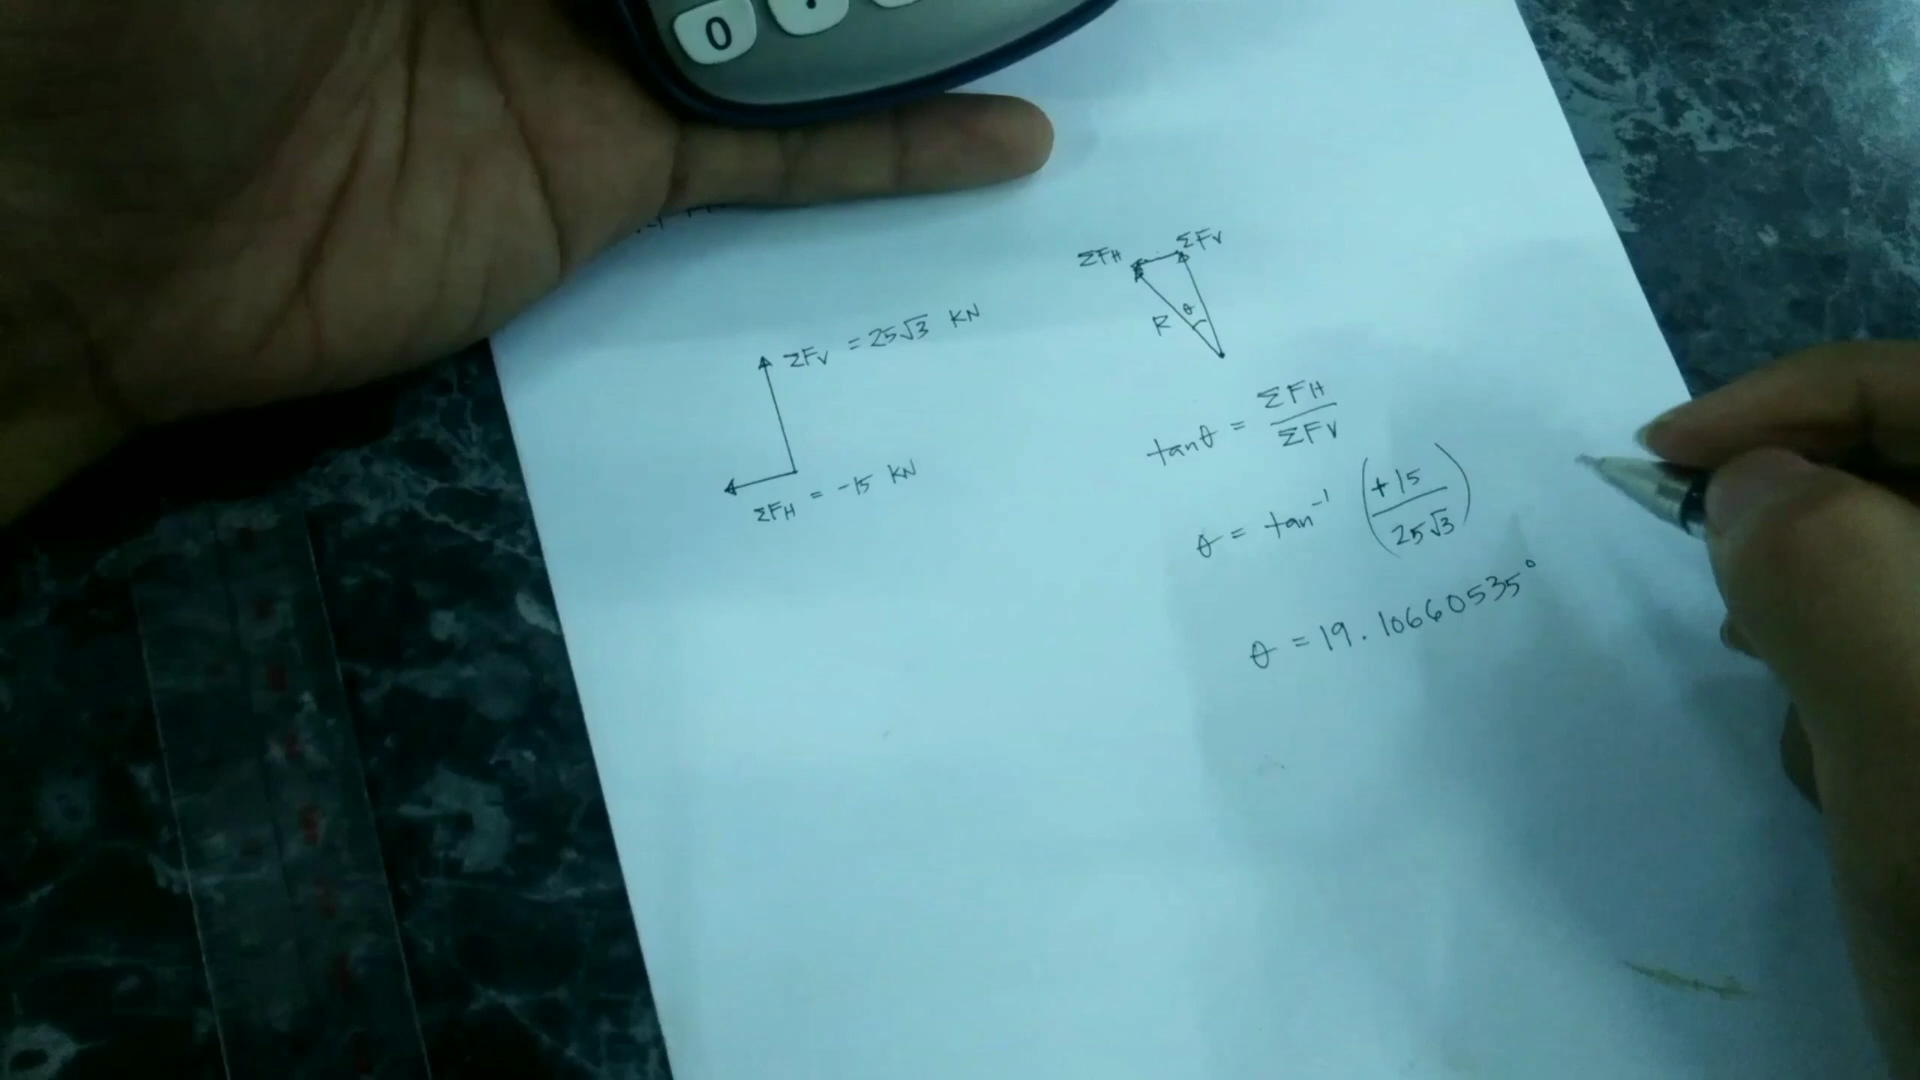 0 .
ΣFV = 25√3 KN
ΣFH = -15 KN
ΣFH ΣFV
R θ
tanθ = ΣFH / ΣFV
θ = tan⁻¹ (+15 / 25√3)
θ = 19.10660535°